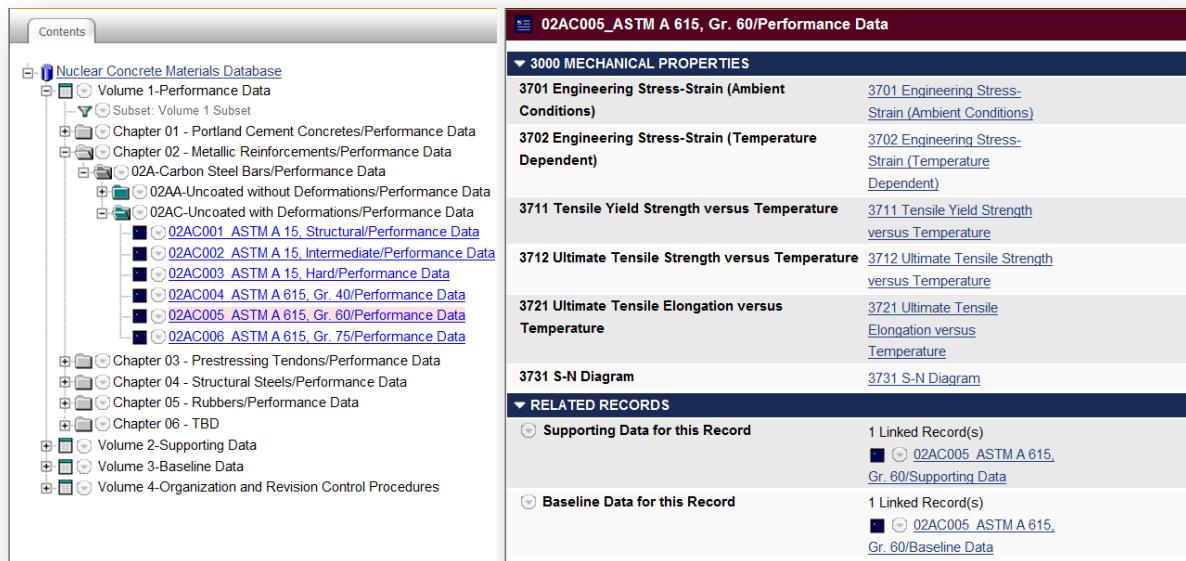 Contents
Nuclear Concrete Materials Database
Volume 1-Performance Data
Subset: Volume 1 Subset
Chapter 01 - Portland Cement Concretes/Performance Data
Chapter 02 - Metallic Reinforcements/Performance Data
02A-Carbon Steel Bars/Performance Data
02AA-Uncoated without Deformations/Performance Data
02AC-Uncoated with Deformations/Performance Data
02AC001_ASTM A 15, Structural/Performance Data
02AC002_ASTM A 15, Intermediate/Performance Data
02AC003_ASTM A 15, Hard/Performance Data
02AC004_ASTM A 615, Gr. 40/Performance Data
02AC005_ASTM A 615, Gr. 60/Performance Data
02AC006_ASTM A 615, Gr. 75/Performance Data
Chapter 03 - Prestressing Tendons/Performance Data
Chapter 04 - Structural Steels/Performance Data
Chapter 05 - Rubbers/Performance Data
Chapter 06 - TBD
Volume 2-Supporting Data
Volume 3-Baseline Data
Volume 4-Organization and Revision Control Procedures
02AC005_ASTM A 615, Gr. 60/Performance Data
3000 MECHANICAL PROPERTIES
3701 Engineering Stress-Strain (Ambient
Conditions)
3701 Engineering Stress-
Strain (Ambient Conditions)
3702 Engineering Stress-Strain (Temperature
Dependent)
3702 Engineering Stress-
Strain (Temperature
Dependent)
3711 Tensile Yield Strength versus Temperature
3711 Tensile Yield Strength
versus Temperature
3712 Ultimate Tensile Strength versus Temperature
3712 Ultimate Tensile Strength
versus Temperature
3721 Ultimate Tensile Elongation versus
Temperature
3721 Ultimate Tensile
Elongation versus
Temperature
3731 S-N Diagram
3731 S-N Diagram
RELATED RECORDS
Supporting Data for this Record
1 Linked Record(s)
02AC005_ASTM A 615,
Gr. 60/Supporting Data
Baseline Data for this Record
1 Linked Record(s)
02AC005_ASTM A 615,
Gr. 60/Baseline Data